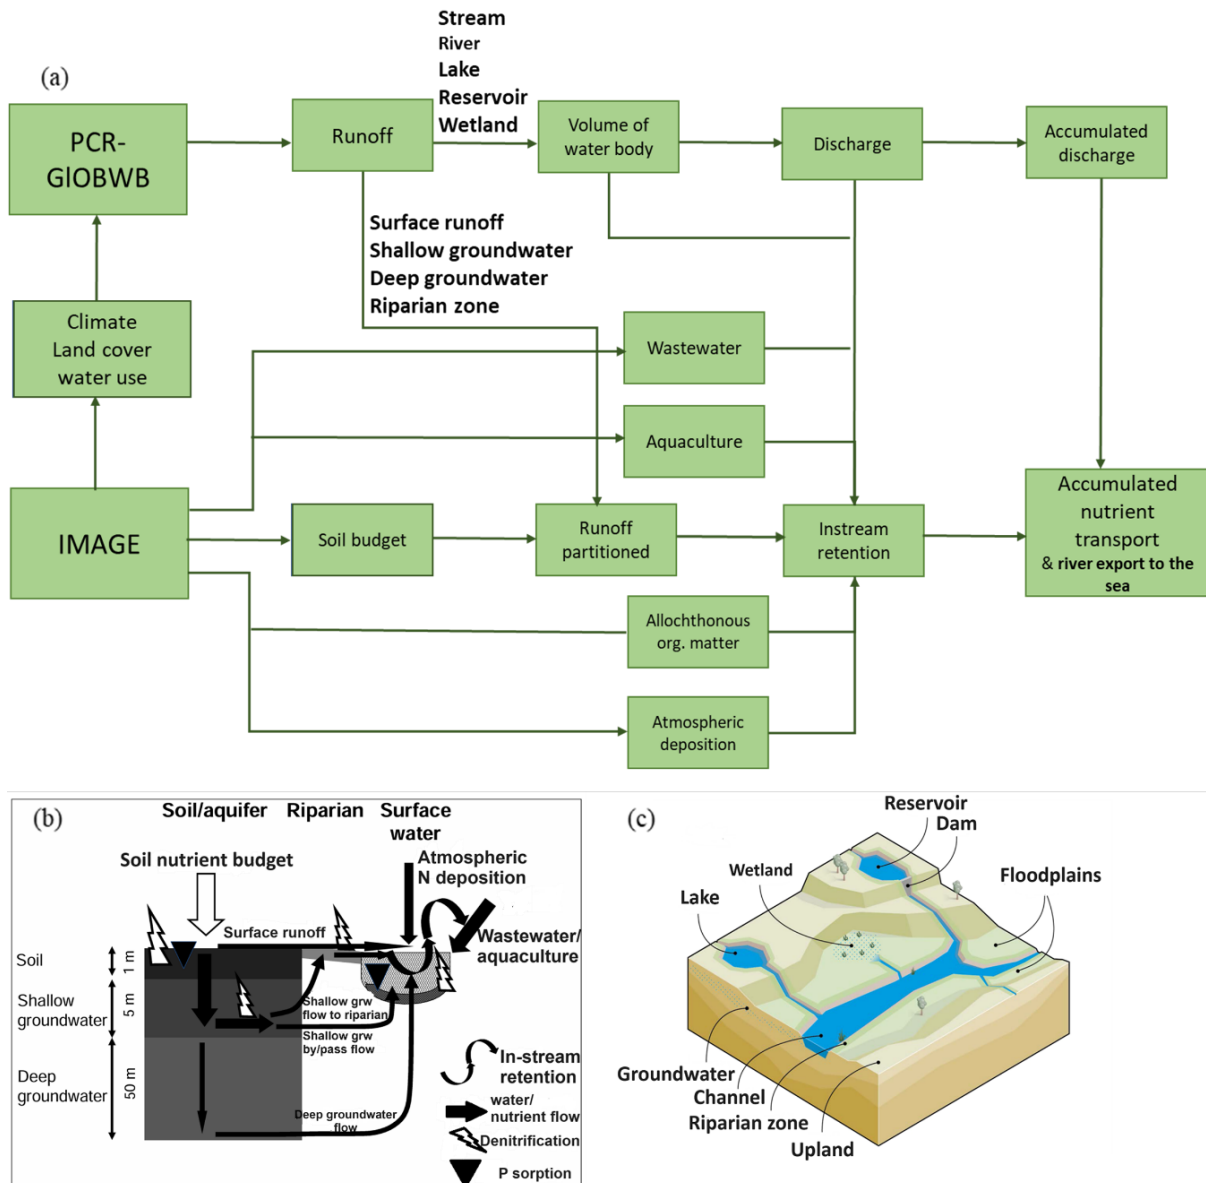 (a)
Stream
River
Lake
Reservoir
Wetland
PCR-
GlOBWB
Runoff
Volume of
water body
Discharge
Accumulated
discharge
Surface runoff
Shallow groundwater
Deep groundwater
Riparian zone
Climate
Land cover
water use
Wastewater
Aquaculture
IMAGE
Soil budget
Runoff
partitioned
Instream
retention
Accumulated
nutrient
transport
& river export to the
sea
Allochthonous
org. matter
Atmospheric
deposition
(b)
Soil/aquifer
Riparian
Surface
water
Soil nutrient budget
Atmospheric
N deposition
Surface runoff
Wastewater/
aquaculture
Soil
1 m
Shallow
groundwater
5 m
Shallow grw
flow to riparian
Shallow grw
by/pass flow
Deep
groundwater
50 m
Deep groundwater
flow
In-stream
retention
water/
nutrient flow
Denitrification
P sorption
(c)
Reservoir
Dam
Wetland
Floodplains
Lake
Groundwater
Channel
Riparian zone
Upland